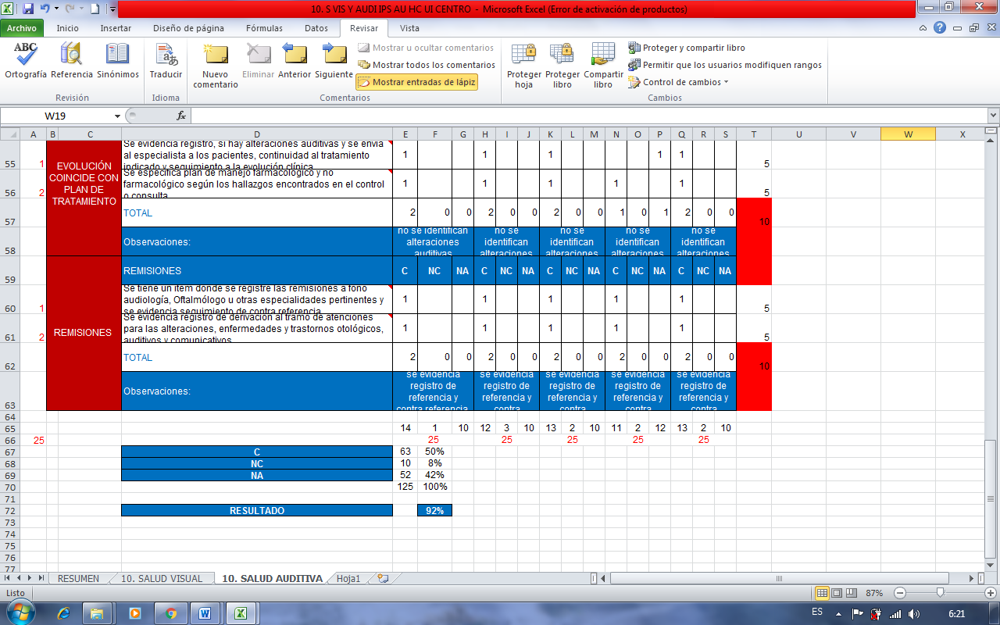 10. S VIS Y AUDI IPS AU HC UI CENTRO - Microsoft Excel (Error de activación de productos)
Archivo Inicio Insertar Diseño de página Fórmulas Datos Revisar Vista
ABC
Ortografía Referencia Sinónimos Traducir Nuevo comentario Eliminar Anterior Siguiente
Mostrar u ocultar comentarios
Mostrar todos los comentarios
Mostrar entradas de lápiz
Proteger hoja Proteger libro Compartir libro
Proteger y compartir libro
Permitir que los usuarios modifiquen rangos
Control de cambios
Revisión Idioma Comentarios Cambios
W19 fx
A B C D E F G H I J K L M N O P Q R S T U V W X
EVOLUCIÓN COINCIDE CON PLAN DE TRATAMIENTO
55 1 Se evidencia registro, si hay alteraciones auditivas y se envia al especialista a los pacientes, continuidad al tratamiento indicado y seguimiento a la evolución clínica 1 1 1 1 1 5
56 2 Se especifica plan de manejo farmacológico y no farmacológico según los hallazgos encontrados en el control o consulta 1 1 1 1 1 5
57 TOTAL 2 0 0 2 0 0 2 0 0 1 0 1 2 0 0 10
58 Observaciones: no se identifican alteraciones auditivas no se identifican alteraciones no se identifican alteraciones no se identifican alteraciones no se identifican alteraciones
59 REMISIONES C NC NA C NC NA C NC NA C NC NA C NC NA
REMISIONES
60 1 Se tiene un ítem donde se registre las remisiones a fono audiología, Oftalmólogo u otras especialidades pertinentes y se evidencia seguimiento de contra referencia 1 1 1 1 1 5
61 2 Se evidencia registro de derivación al tramo de atenciones para las alteraciones, enfermedades y trastornos otológicos, auditivos y comunicativos 1 1 1 1 1 5
62 TOTAL 2 0 0 2 0 0 2 0 0 2 0 0 2 0 0 10
63 Observaciones: se evidencia registro de referencia y contra referencia se evidencia registro de referencia y contra se evidencia registro de referencia y contra se evidencia registro de referencia y contra se evidencia registro de referencia y contra
64
65 14 1 10 12 3 10 13 2 10 11 2 12 13 2 10
66 25 25 25 25 25 25
67 C 63 50%
68 NC 10 8%
69 NA 52 42%
70 125 100%
71
72 RESULTADO 92%
73
74
75
76
77
RESUMEN 10. SALUD VISUAL 10. SALUD AUDITIVA Hoja1
Listo 87%
ES 6:21